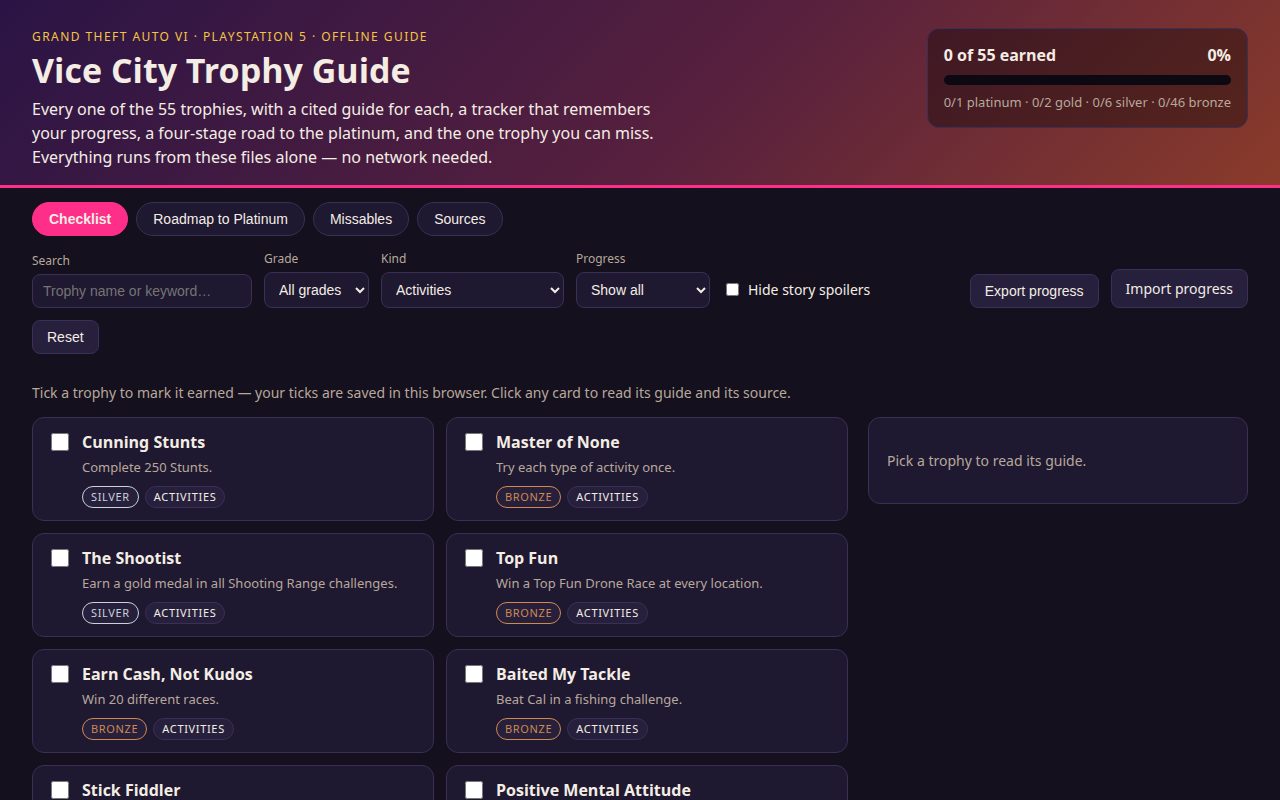 GRAND THEFT AUTO VI · PLAYSTATION 5 · OFFLINE GUIDE
Vice City Trophy Guide
Every one of the 55 trophies, with a cited guide for each, a tracker that remembers
your progress, a four-stage road to the platinum, and the one trophy you can miss.
Everything runs from these files alone — no network needed.
0 of 55 earned 0%
0/1 platinum · 0/2 gold · 0/6 silver · 0/46 bronze
Checklist Roadmap to Platinum Missables Sources
Search Grade Kind Progress
Trophy name or keyword… All grades Activities Show all Hide story spoilers Export progress Import progress
Reset
Tick a trophy to mark it earned — your ticks are saved in this browser. Click any card to read its guide and its source.
Cunning Stunts
Complete 250 Stunts.
SILVER ACTIVITIES
Master of None
Try each type of activity once.
BRONZE ACTIVITIES
Pick a trophy to read its guide.
The Shootist
Earn a gold medal in all Shooting Range challenges.
SILVER ACTIVITIES
Top Fun
Win a Top Fun Drone Race at every location.
BRONZE ACTIVITIES
Earn Cash, Not Kudos
Win 20 different races.
BRONZE ACTIVITIES
Baited My Tackle
Beat Cal in a fishing challenge.
BRONZE ACTIVITIES
Stick Fiddler
Positive Mental Attitude